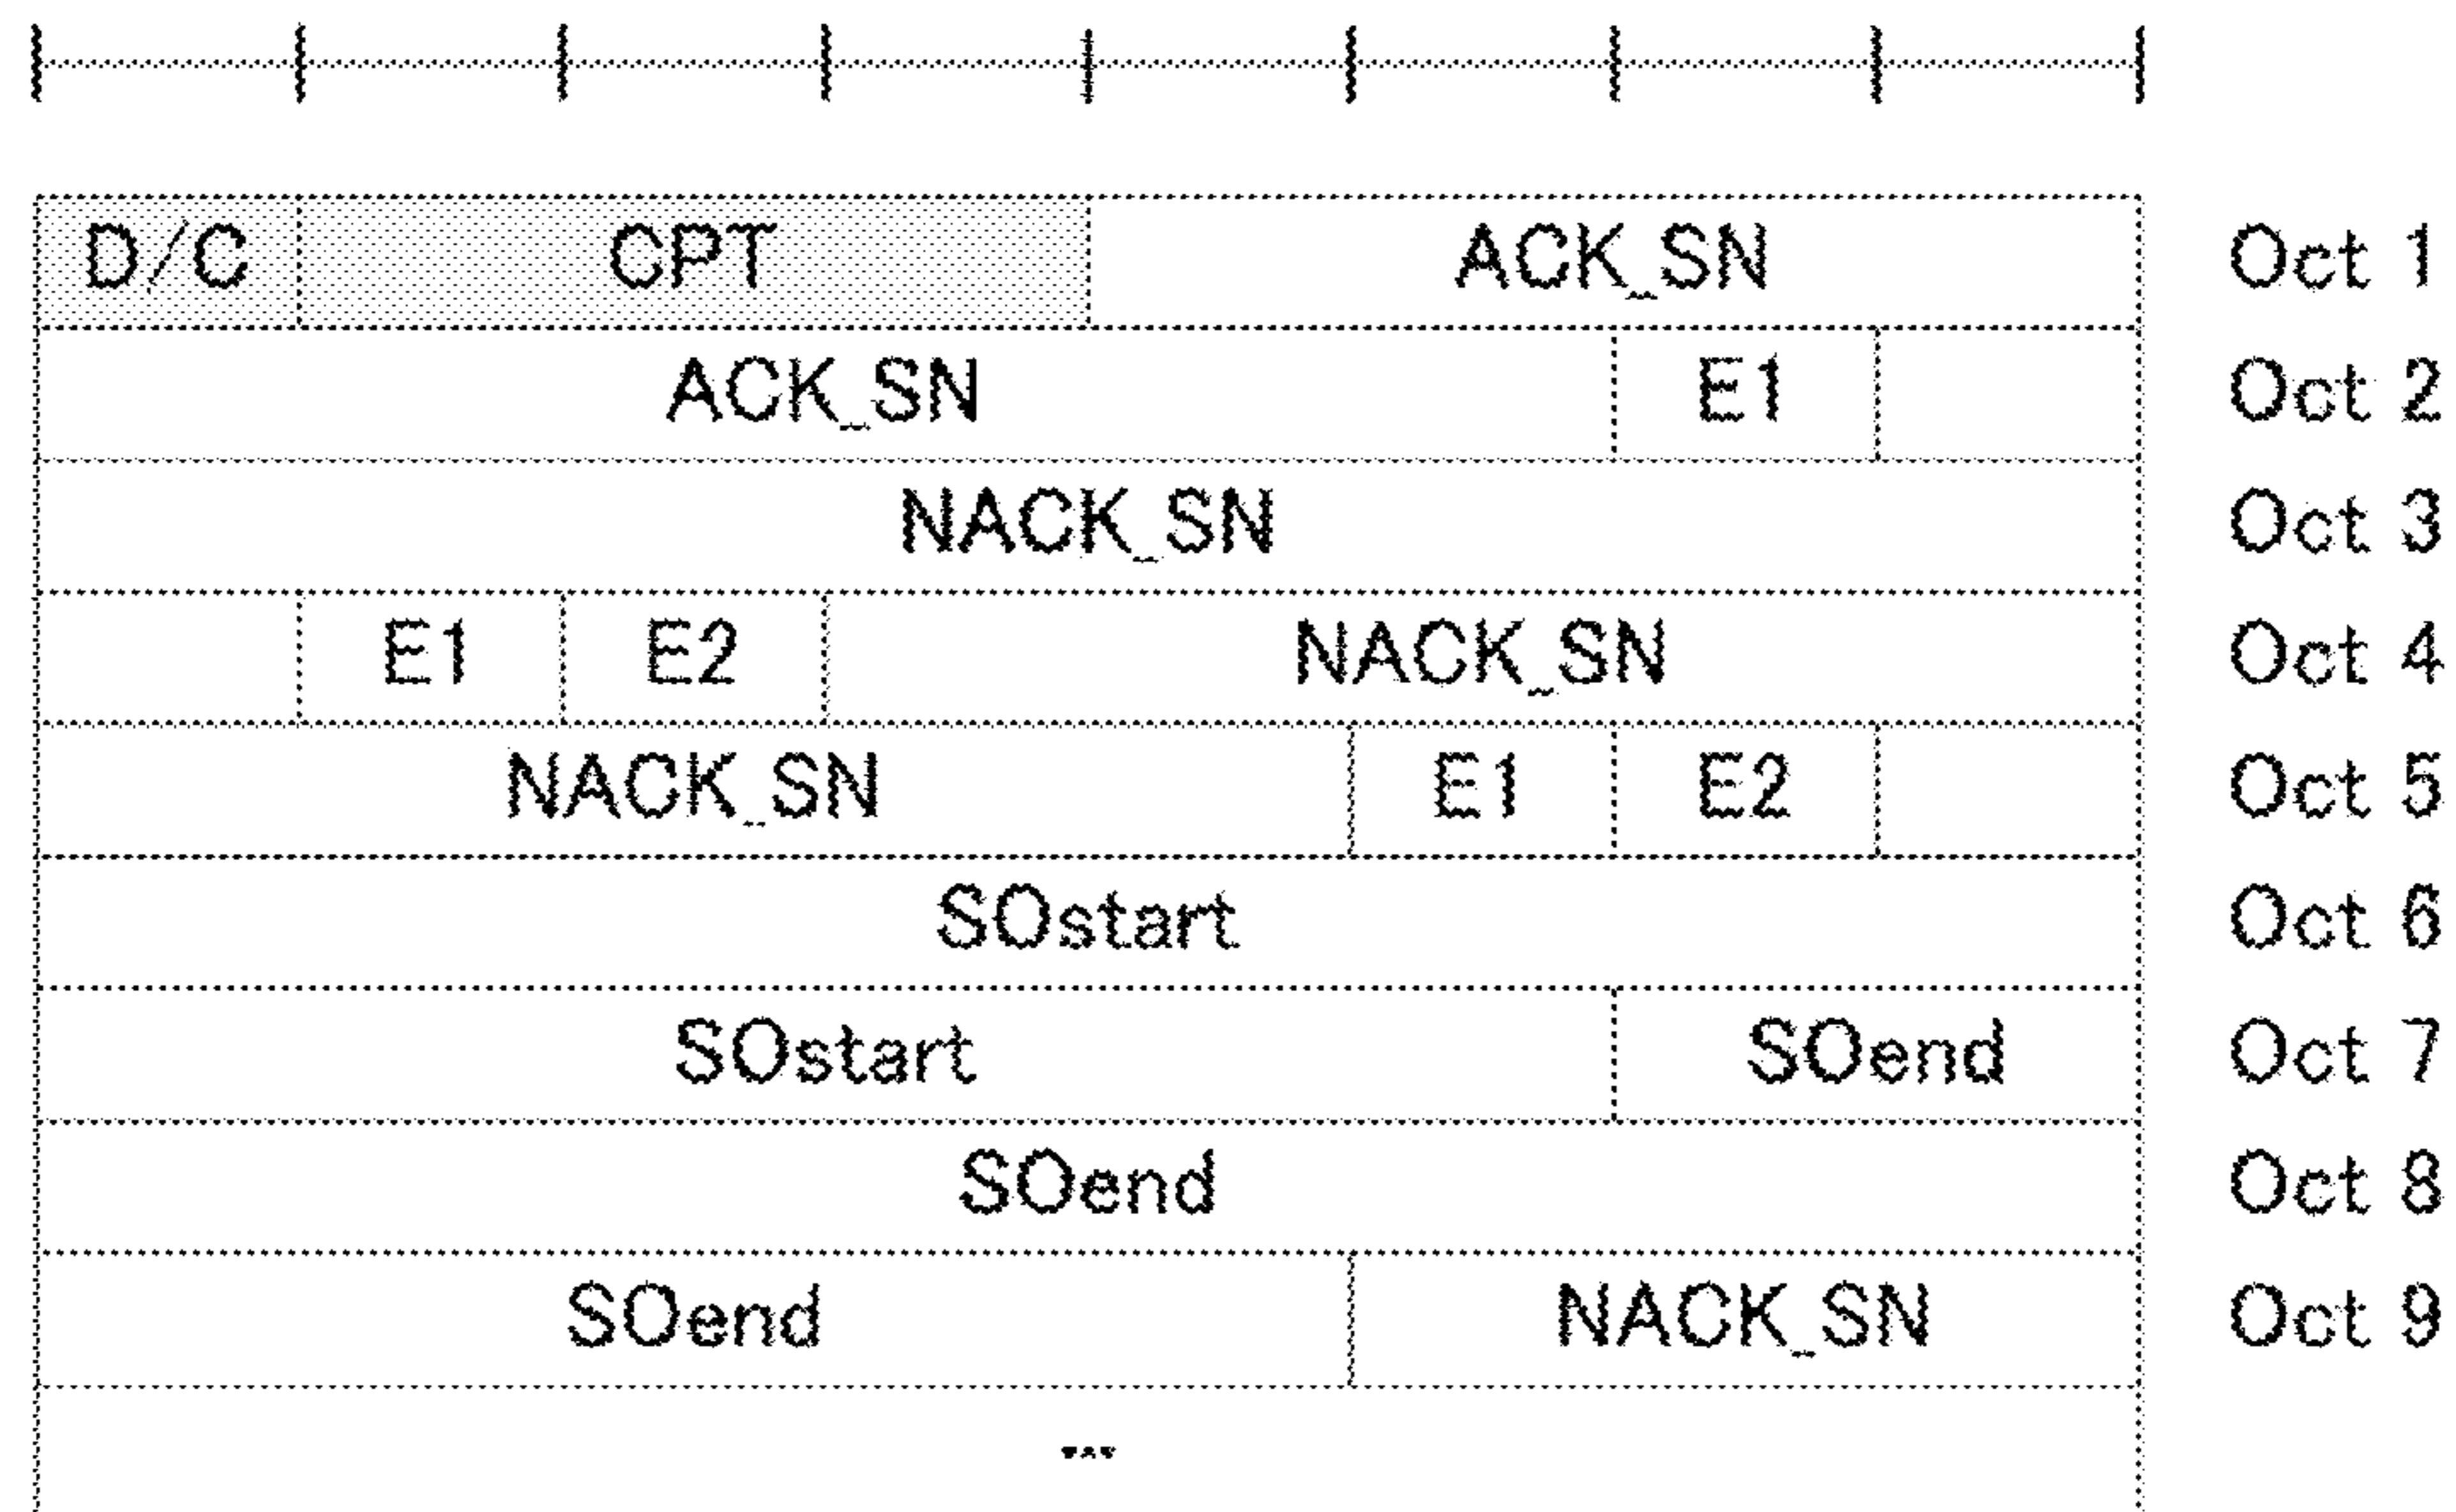 D/C CPT ACK_SN Oct 1
ACK_SN E1 Oct 2
NACK_SN Oct 3
E1 E2 NACK_SN Oct 4
NACK_SN E1 E2 Oct 5
SOstart Oct 6
SOstart SOend Oct 7
SOend Oct 8
SOend NACK_SN Oct 9
...